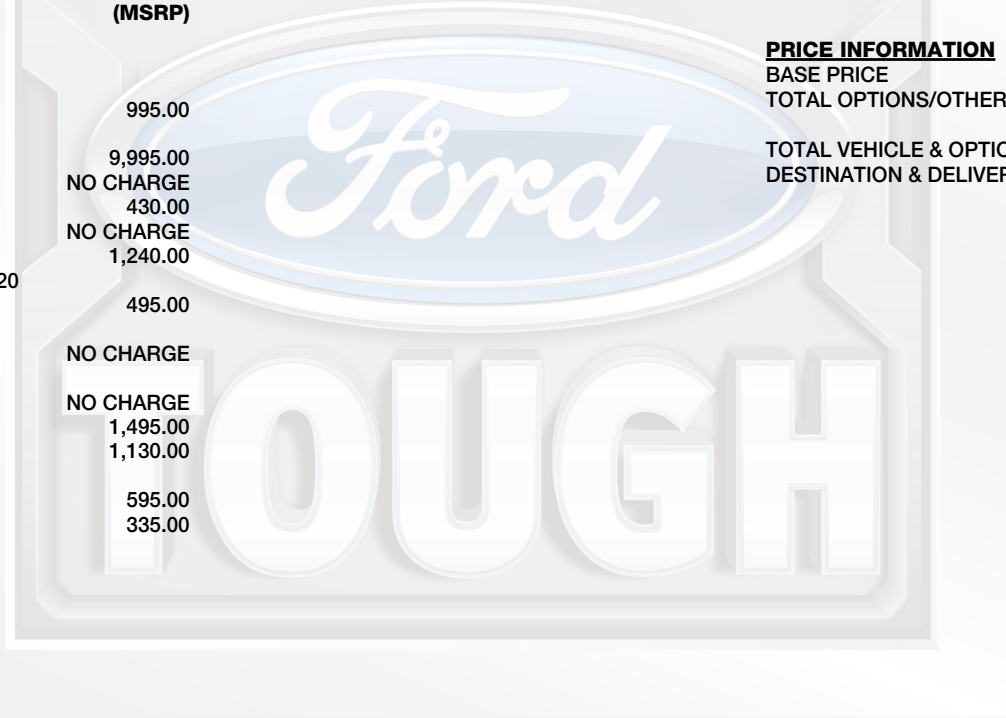 (MSRP)
995.00
9,995.00
NO CHARGE
430.00
NO CHARGE
1,240.00
20
495.00
NO CHARGE
NO CHARGE
1,495.00
1,130.00
595.00
335.00
PRICE INFORMATION
BASE PRICE
TOTAL OPTIONS/OTHER
TOTAL VEHICLE & OPTIO
DESTINATION & DELIVER
Ford
TOUGH